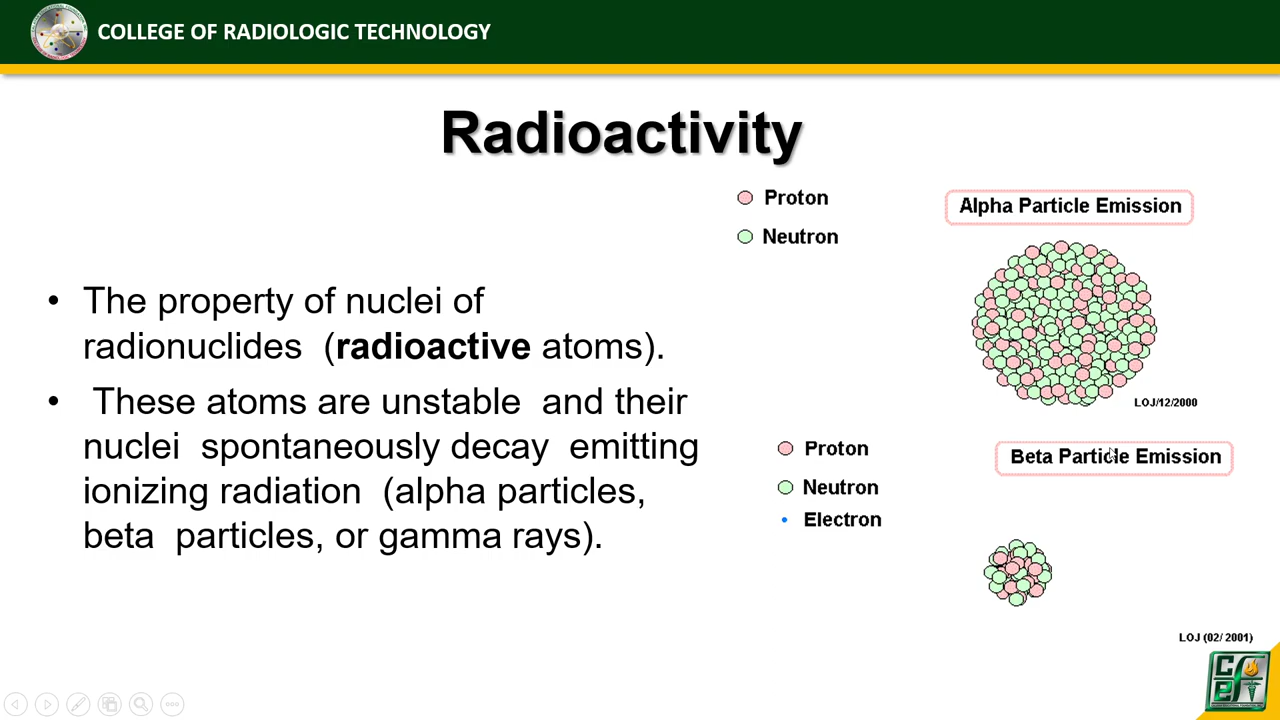 COLLEGE OF RADIOLOGIC TECHNOLOGY
Radioactivity
• The property of nuclei of
radionuclides (radioactive atoms).
• These atoms are unstable and their
nuclei spontaneously decay emitting
ionizing radiation (alpha particles,
beta particles, or gamma rays).
Proton
Neutron
Alpha Particle Emission
LOJ/12/2000
Proton
Neutron
Electron
Beta Particle Emission
LOJ (02/ 2001)